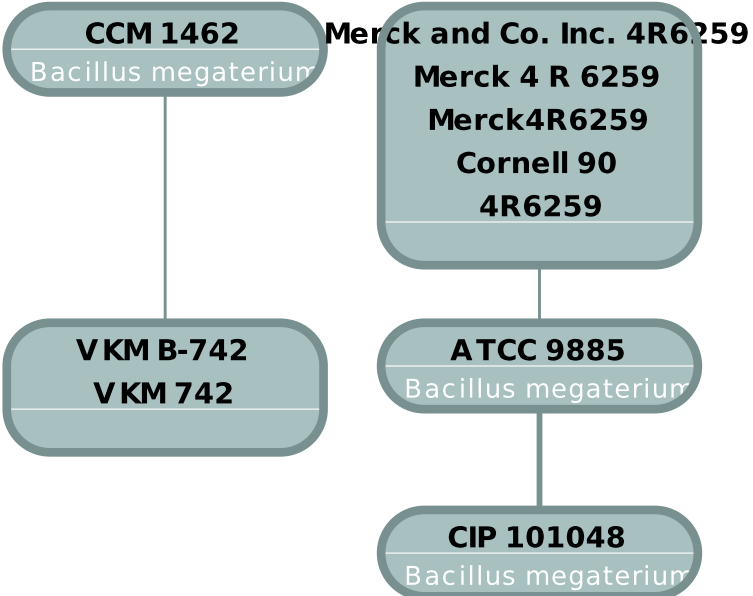 CCM 1462
Bacillus megaterium
Merck and Co. Inc. 4R6259
Merck 4 R 6259
Merck4R6259
Cornell 90
4R6259
VKM B-742
VKM 742
ATCC 9885
Bacillus megaterium
CIP 101048
Bacillus megaterium